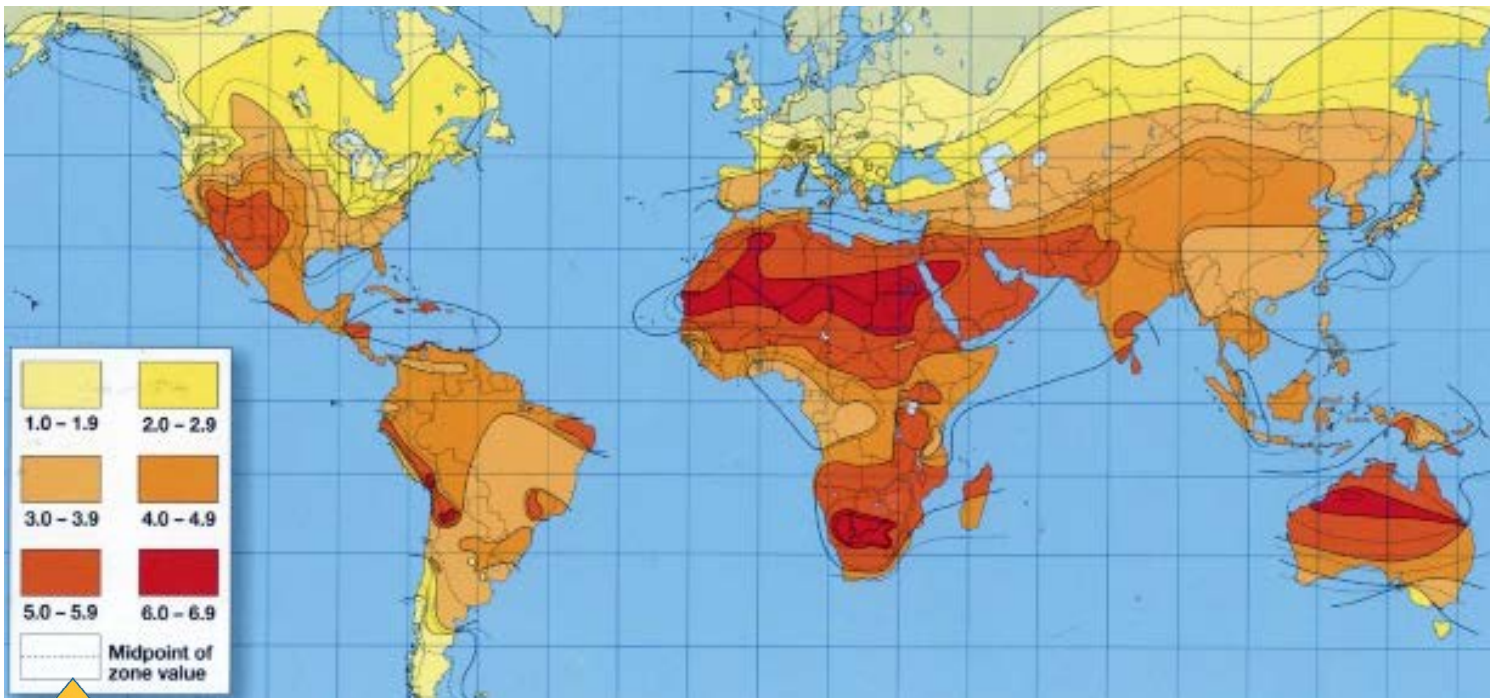 1.0 – 1.9 2.0 – 2.9
3.0 – 3.9 4.0 – 4.9
5.0 – 5.9 6.0 – 6.9
Midpoint of
zone value